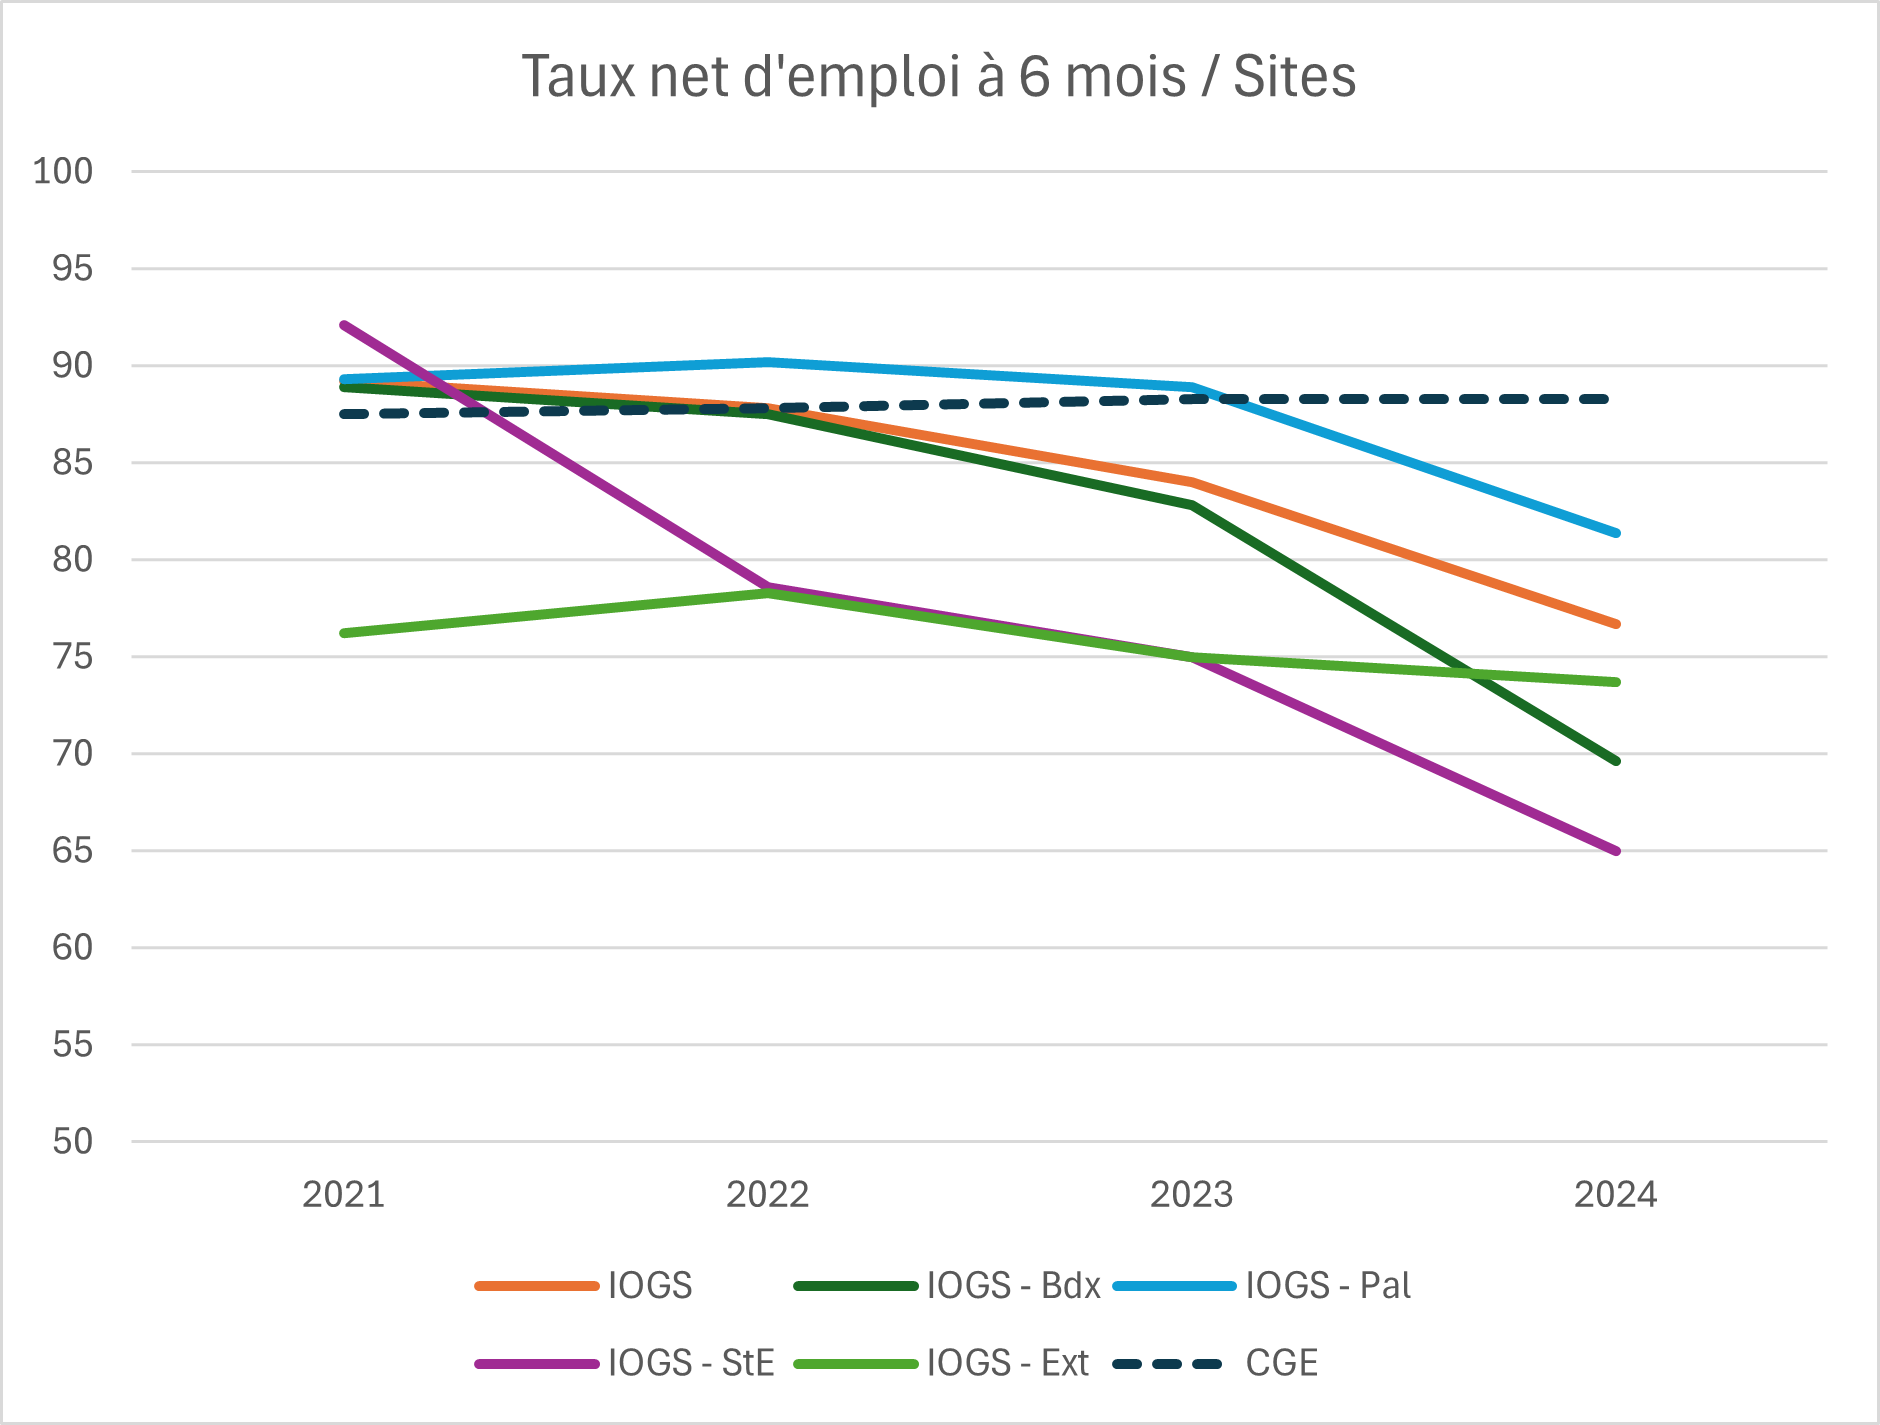 Taux net d'emploi à 6 mois / Sites
100
95
90
85
80
75
70
65
60
55
50
2021 2022 2023 2024
IOGS IOGS - Bdx IOGS - Pal
IOGS - StE IOGS - Ext CGE